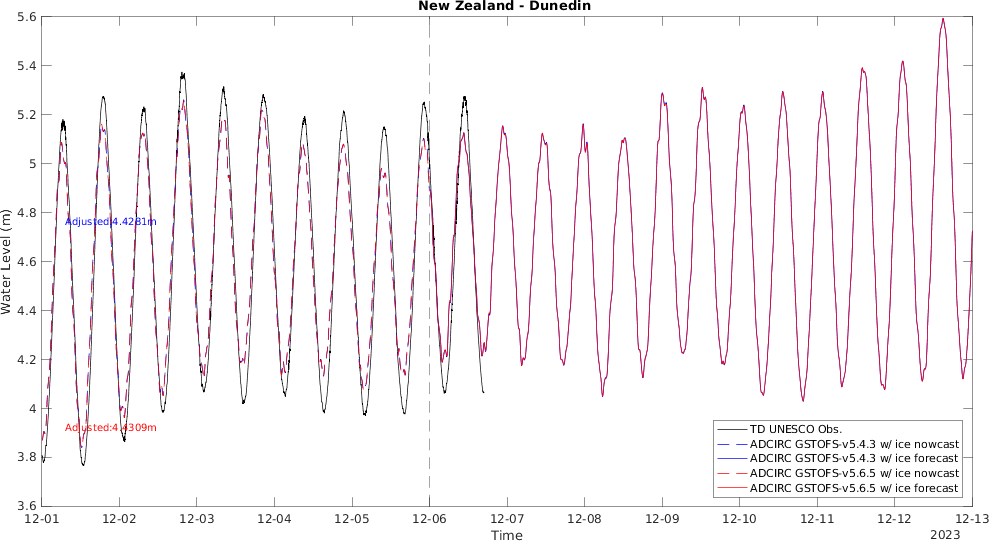 New Zealand - Dunedin
Water Level (m)
5.6
5.4
5.2
5
4.8
4.6
4.4
4.2
4
3.8
3.6
Adjusted:4.4281m
Adjusted:4.4309m
TD UNESCO Obs.
ADCIRC GSTOFS-v5.4.3 w/ ice nowcast
ADCIRC GSTOFS-v5.4.3 w/ ice forecast
ADCIRC GSTOFS-v5.6.5 w/ ice nowcast
ADCIRC GSTOFS-v5.6.5 w/ ice forecast
12-01 12-02 12-03 12-04 12-05 12-06 12-07 12-08 12-09 12-10 12-11 12-12 12-13
Time
2023